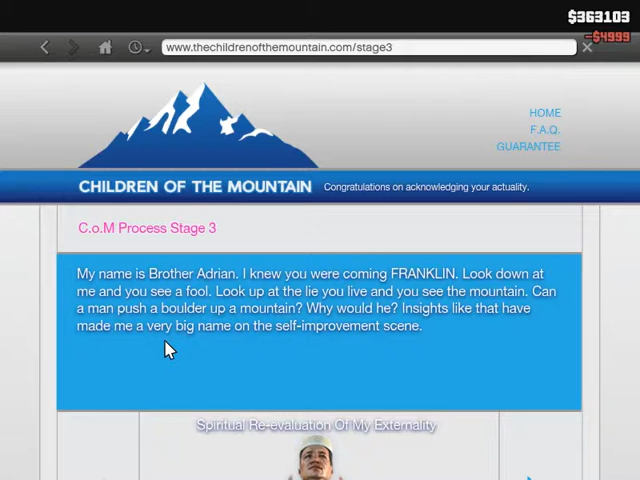 $363103
-$4999
www.thechildrenofthemountain.com/stage3
HOME
F.A.Q.
GUARANTEE
CHILDREN OF THE MOUNTAIN Congratulations on acknowledging your actuality.
C.o.M Process Stage 3
My name is Brother Adrian. I knew you were coming FRANKLIN. Look down at
me and you see a fool. Look up at the lie you live and you see the mountain. Can
a man push a boulder up a mountain? Why would he? Insights like that have
made me a very big name on the self-improvement scene.
Spiritual Re-evaluation Of My Externality